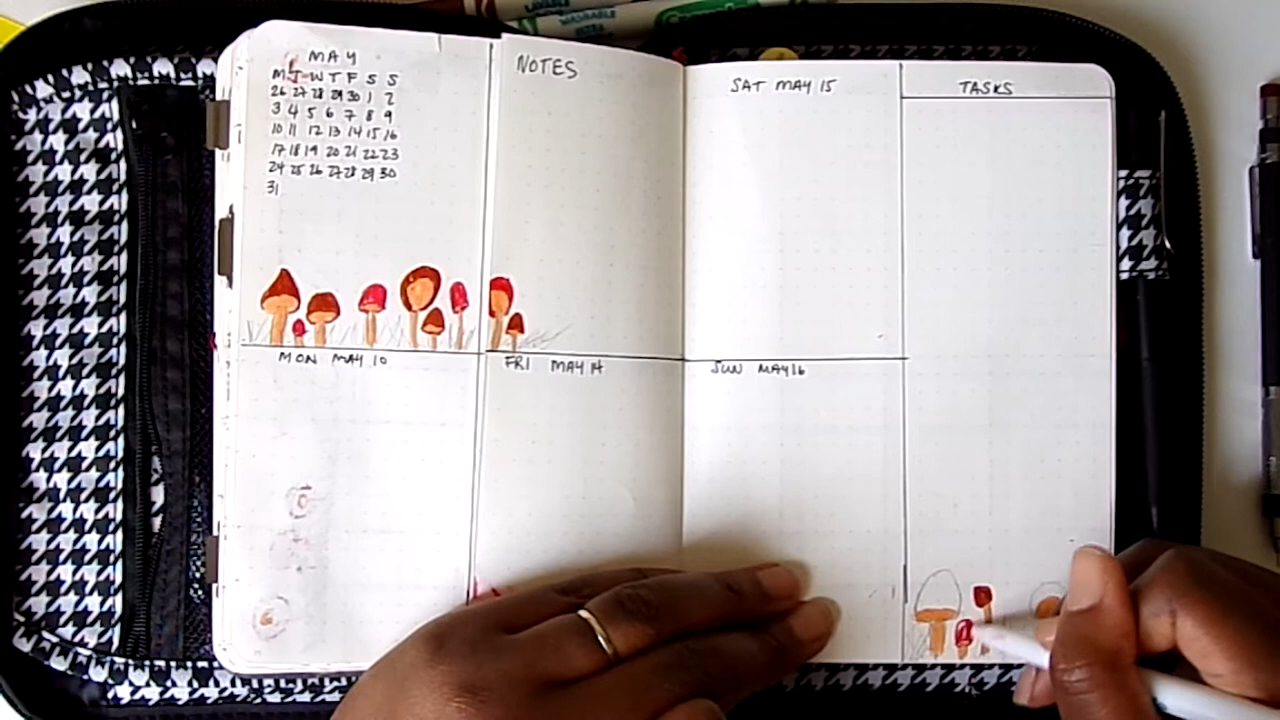 MAY
M T W T F S S
26 27 28 29 30 1 2
3 4 5 6 7 8 9
10 11 12 13 14 15 16
17 18 19 20 21 22 23
24 25 26 27 28 29 30
31
NOTES
SAT MAY 15
TASKS
MON MAY 10
FRI MAY 14
SUN MAY 16
WASHABLE